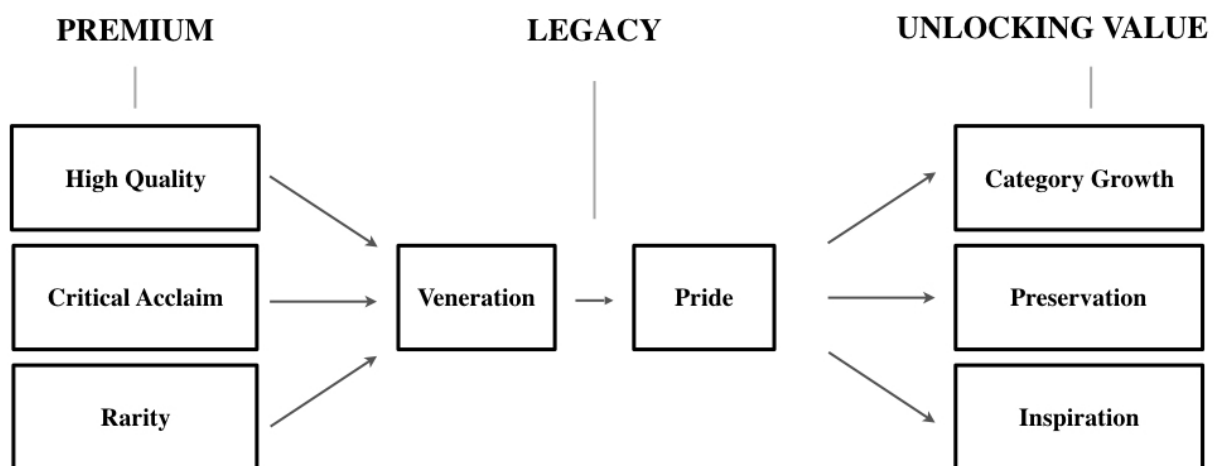 PREMIUM
LEGACY
UNLOCKING VALUE
High Quality
Critical Acclaim
Rarity
Veneration
Pride
Category Growth
Preservation
Inspiration